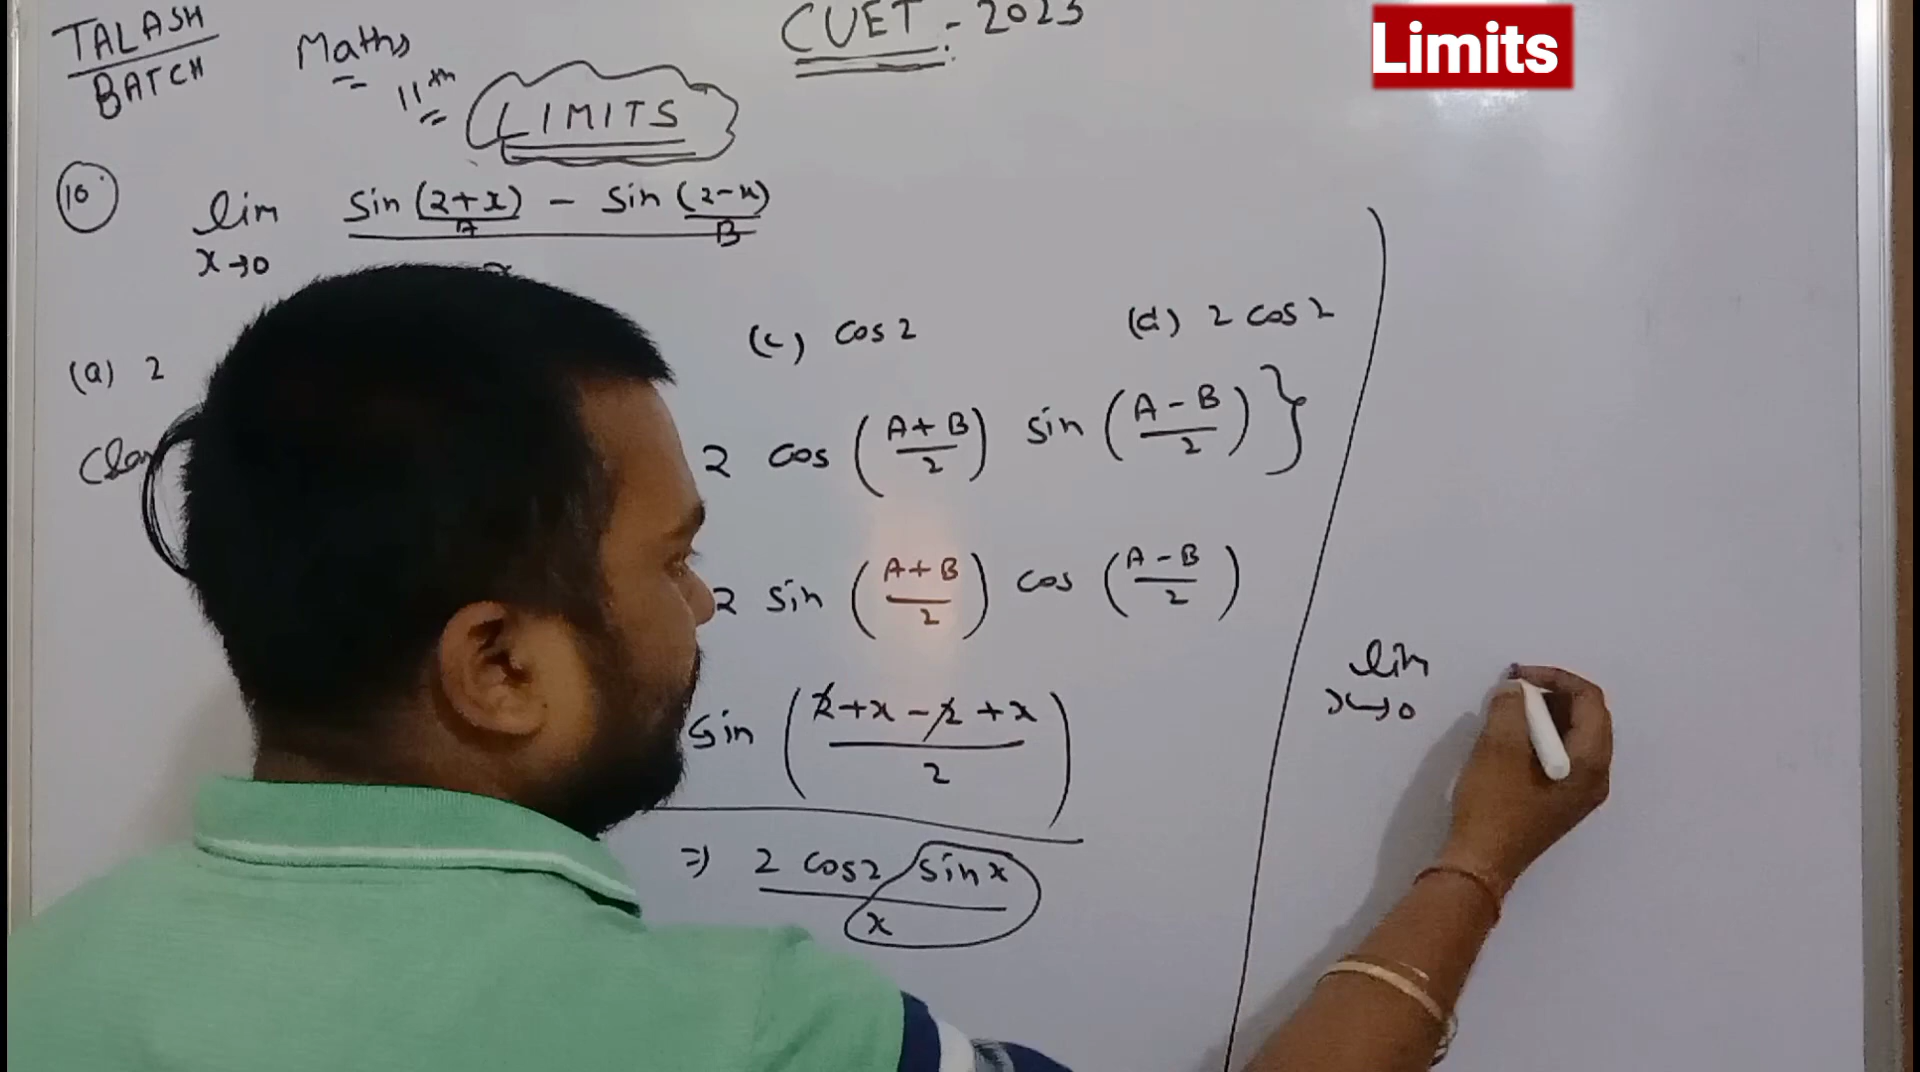 TALASH
BATCH
Maths
11th
LIMITS
CUET - 2023
Limits
10
lim x→0 sin (2+x) - sin (2-x)
A B
x
(a) 2
(c) cos 2
(d) 2 cos 2
2 cos (A+B/2) sin (A-B/2) }
2 sin (A+B/2) cos (A-B/2)
sin (2+x-2+x/2)
⇒ 2 cos2 sinx / x
lim x→0